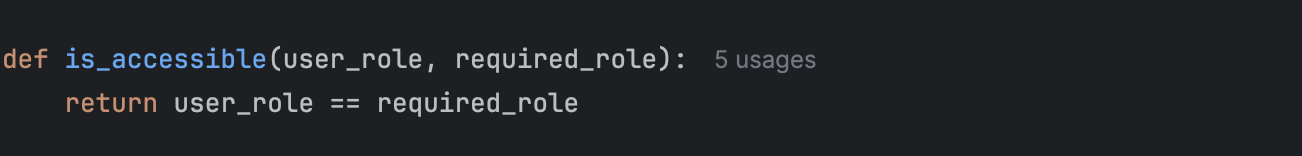 def is_accessible(user_role, required_role):  5 usages
    return user_role == required_role